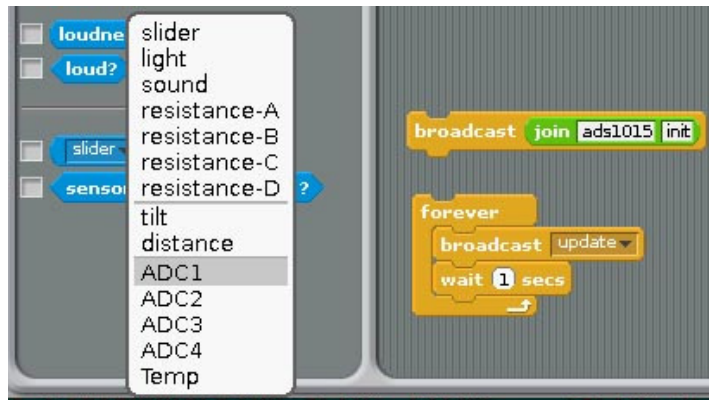 loudne
loud?
slider
sensor
?
slider
light
sound
resistance-A
resistance-B
resistance-C
resistance-D
tilt
distance
ADC1
ADC2
ADC3
ADC4
Temp
broadcast join ads1015 init
forever
broadcast update
wait 1 secs